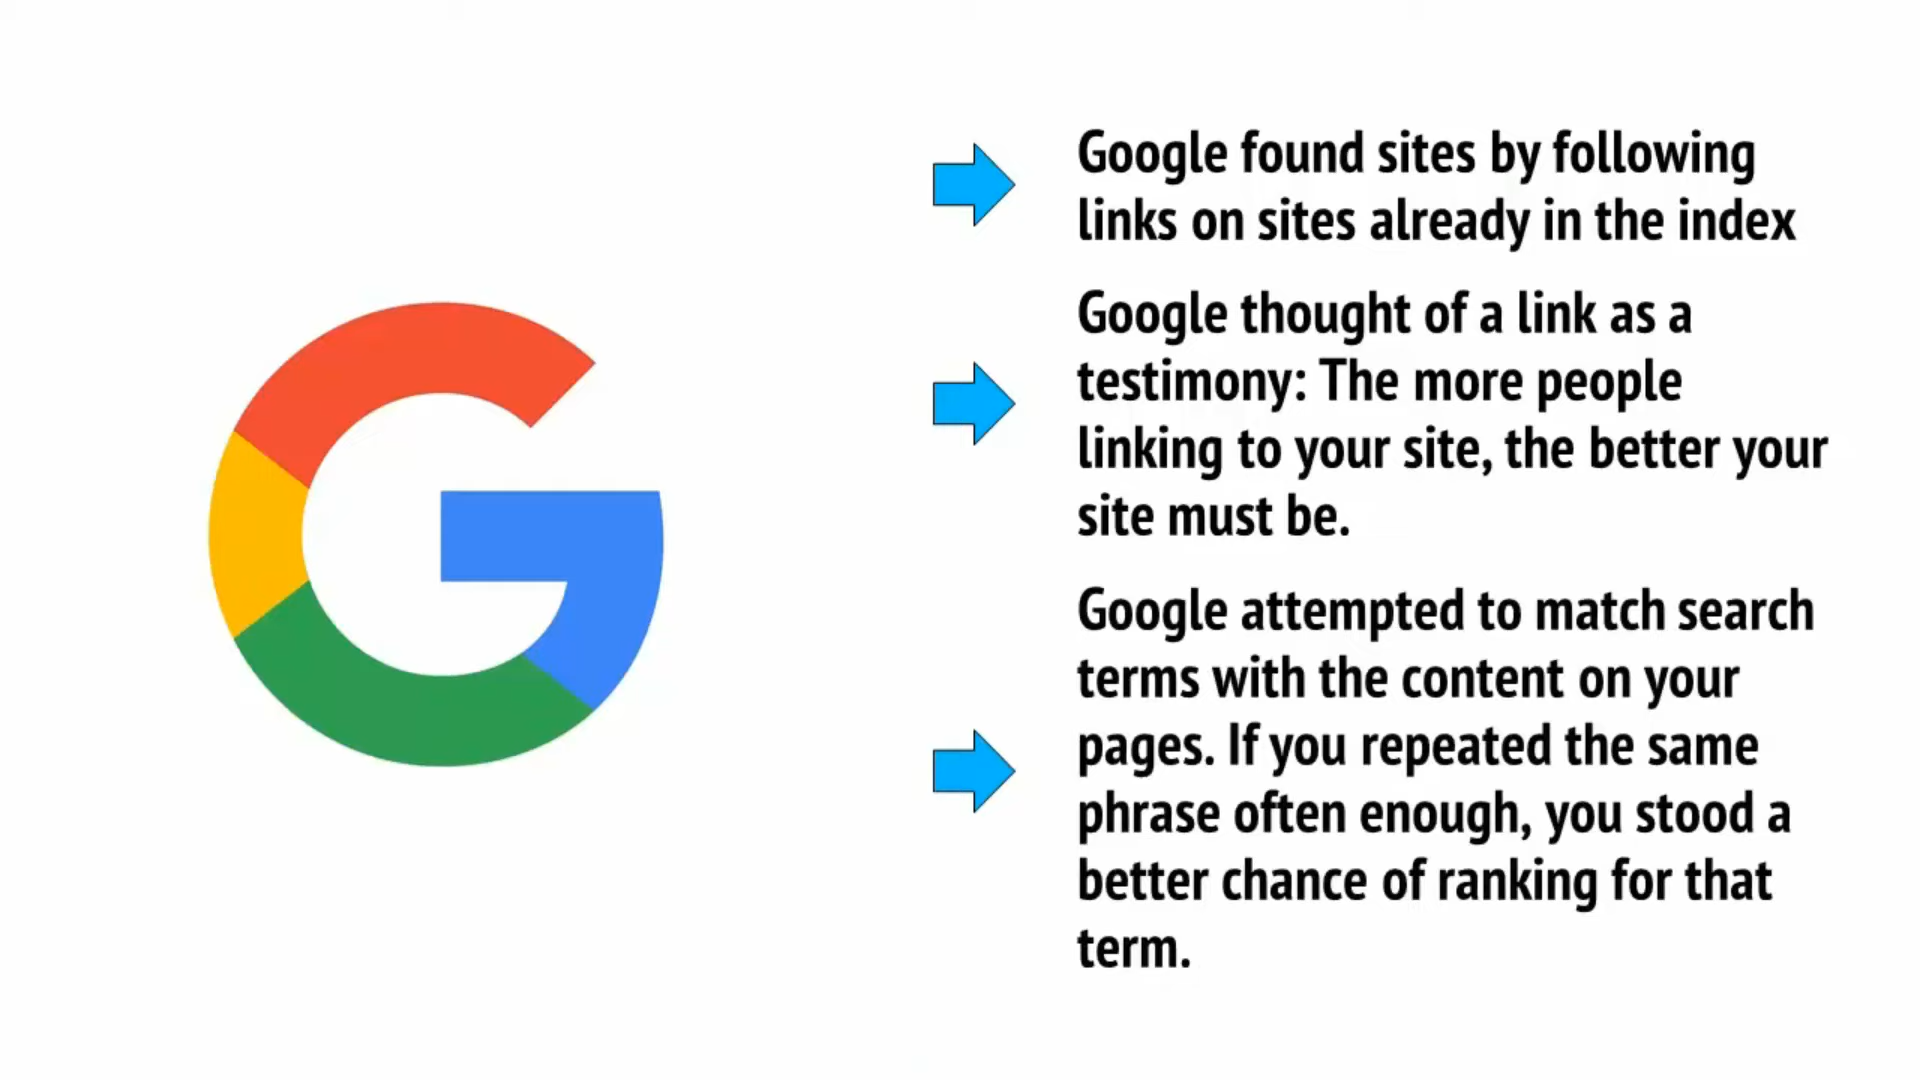 Google found sites by following
links on sites already in the index
Google thought of a link as a
testimony: The more people
linking to your site, the better your
site must be.
Google attempted to match search
terms with the content on your
pages. If you repeated the same
phrase often enough, you stood a
better chance of ranking for that
term.